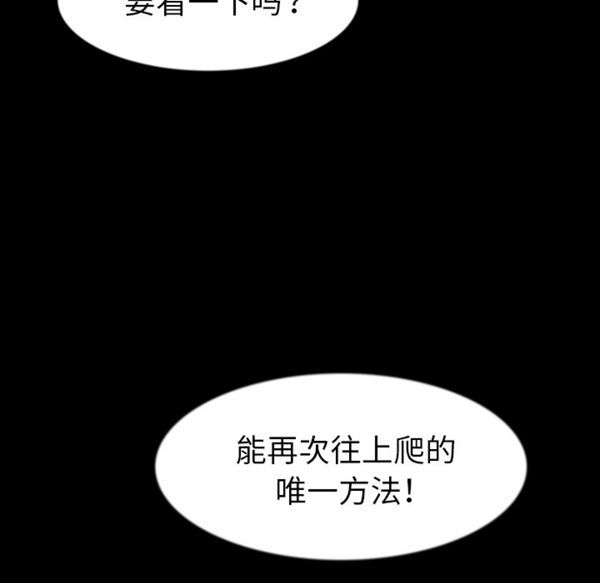 要看一下吗？
能再次往上爬的
唯一方法！